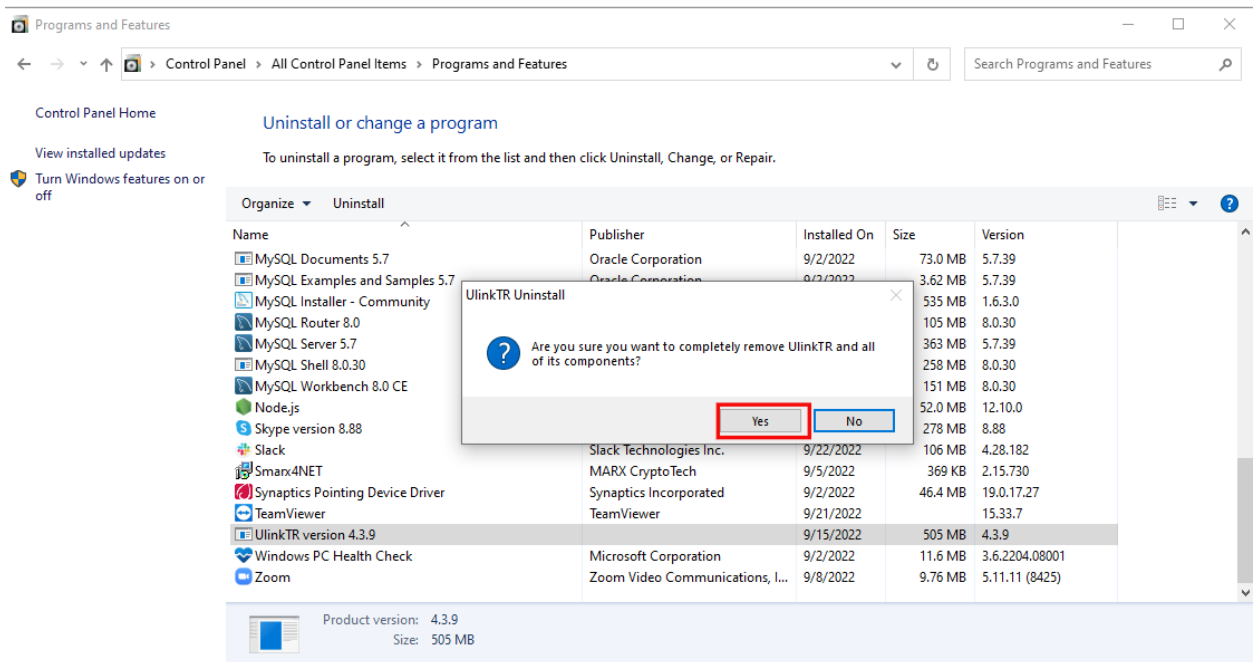 Programs and Features
Control Panel > All Control Panel Items > Programs and Features
Search Programs and Features
Control Panel Home
View installed updates
Turn Windows features on or
off
Uninstall or change a program
To uninstall a program, select it from the list and then click Uninstall, Change, or Repair.
Organize Uninstall
Name Publisher Installed On Size Version
MySQL Documents 5.7 Oracle Corporation 9/2/2022 73.0 MB 5.7.39
MySQL Examples and Samples 5.7 Oracle Corporation 9/2/2022 3.62 MB 5.7.39
MySQL Installer - Community 535 MB 1.6.3.0
MySQL Router 8.0 105 MB 8.0.30
MySQL Server 5.7 363 MB 5.7.39
MySQL Shell 8.0.30 258 MB 8.0.30
MySQL Workbench 8.0 CE 151 MB 8.0.30
Node.js 52.0 MB 12.10.0
Skype version 8.88 278 MB 8.88
Slack Slack Technologies Inc. 9/22/2022 106 MB 4.28.182
Smarx4NET MARX CryptoTech 9/5/2022 369 KB 2.15.730
Synaptics Pointing Device Driver Synaptics Incorporated 9/2/2022 46.4 MB 19.0.17.27
TeamViewer TeamViewer 9/21/2022 15.33.7
UlinkTR version 4.3.9 9/15/2022 505 MB 4.3.9
Windows PC Health Check Microsoft Corporation 9/2/2022 11.6 MB 3.6.2204.08001
Zoom Zoom Video Communications, I... 9/8/2022 9.76 MB 5.11.11 (8425)
UlinkTR Uninstall
Are you sure you want to completely remove UlinkTR and all
of its components?
Yes No
Product version: 4.3.9
Size: 505 MB